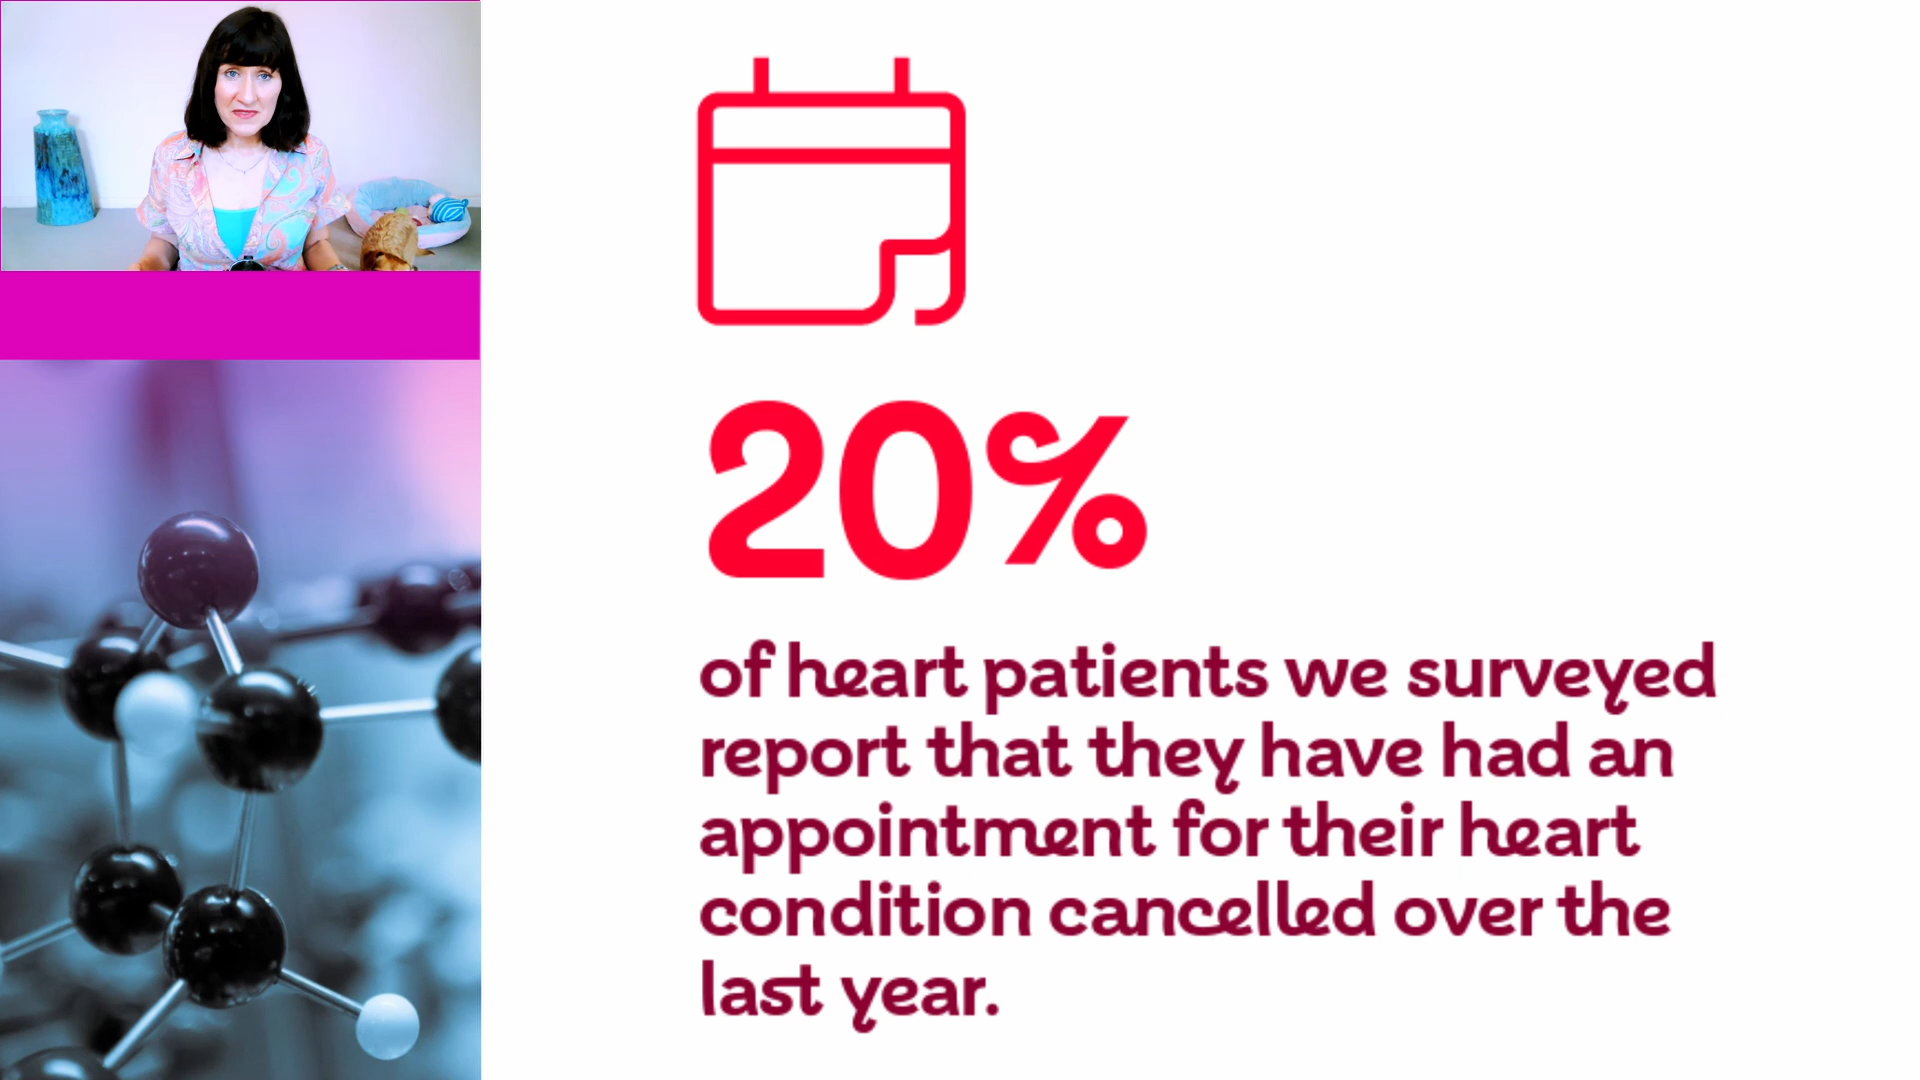 20%
of heart patients we surveyed
report that they have had an
appointment for their heart
condition cancelled over the
last year.